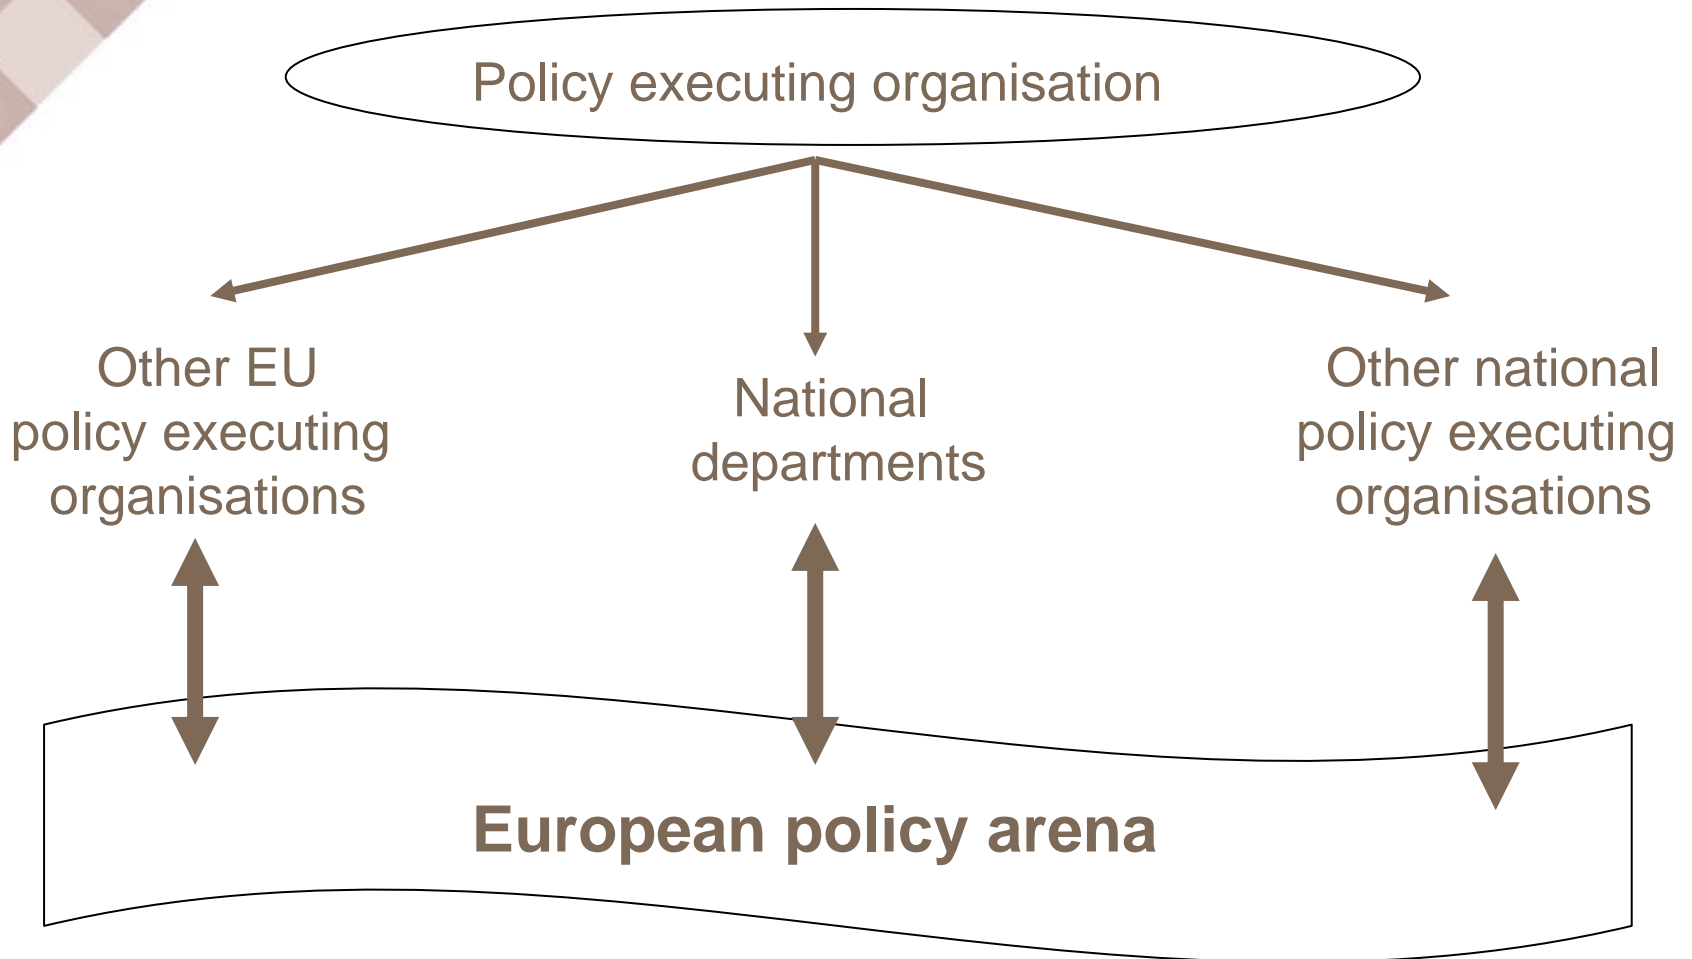 Policy executing organisation
Other EU
policy executing
organisations
National
departments
Other national
policy executing
organisations
European policy arena